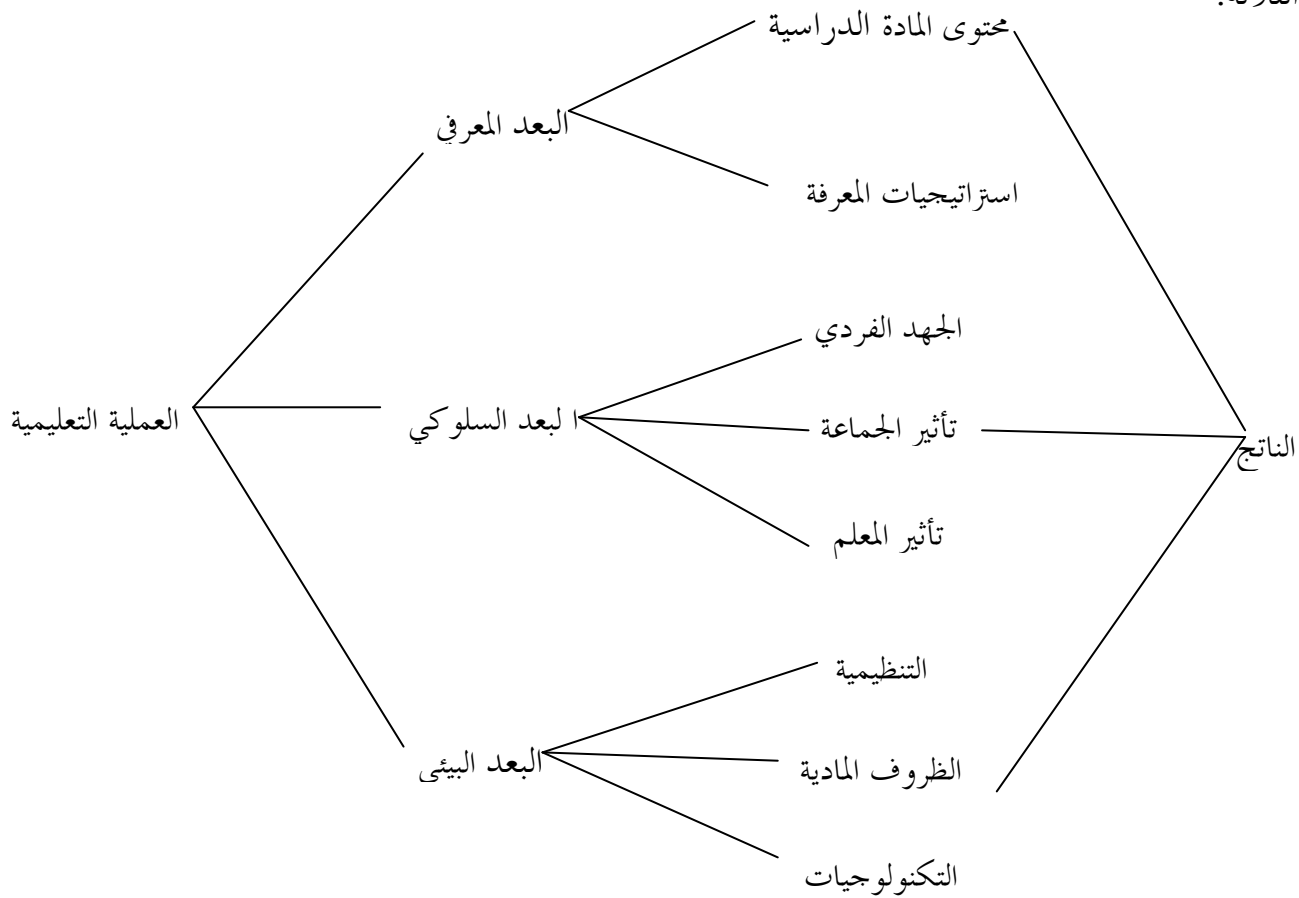 محتوى المادة الدراسية
البعد المعرفي
استراتيجيات المعرفة
الجهد الفردي
العملية التعليمية
ا لبعد السلوكي
تأثير الجماعة
الناتج
تأثير المعلم
التنظيمية
البعد البيئي
الظروف المادية
التكنولوجيات